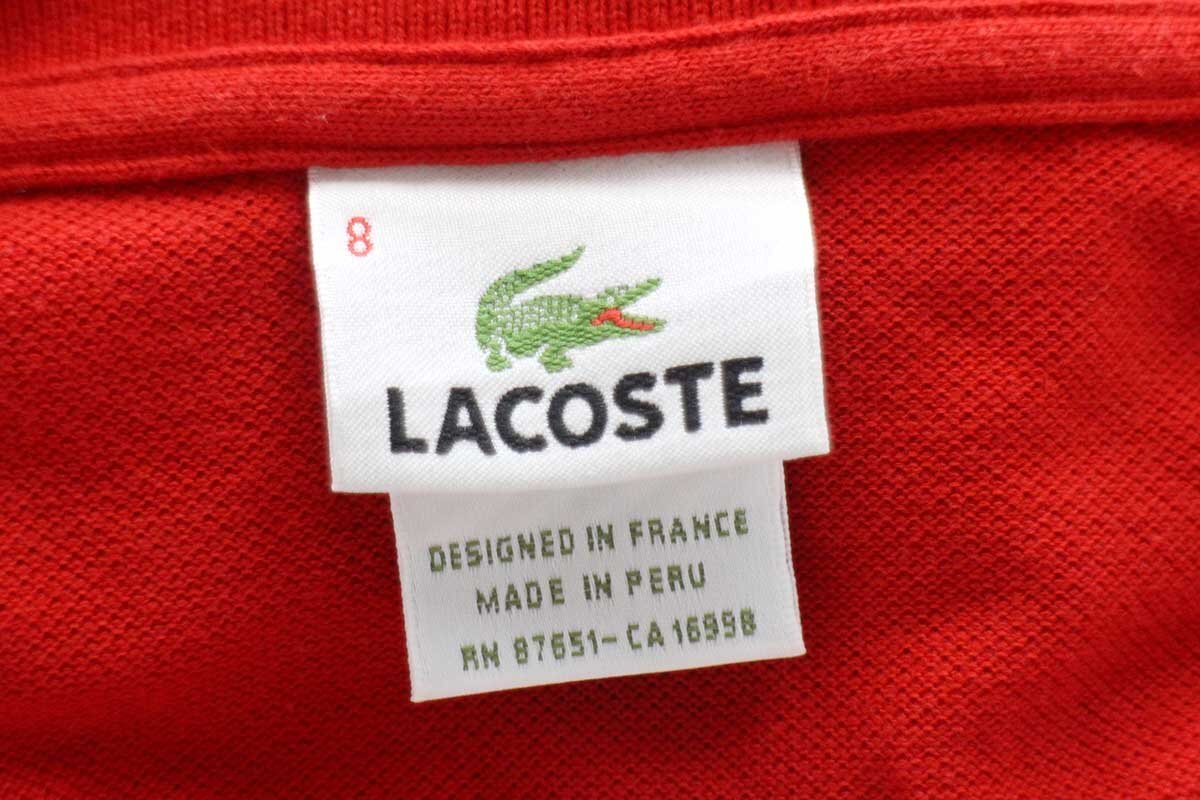 8
LACOSTE
DESIGNED IN FRANCE
MADE IN PERU
RN 87651-CA 16998